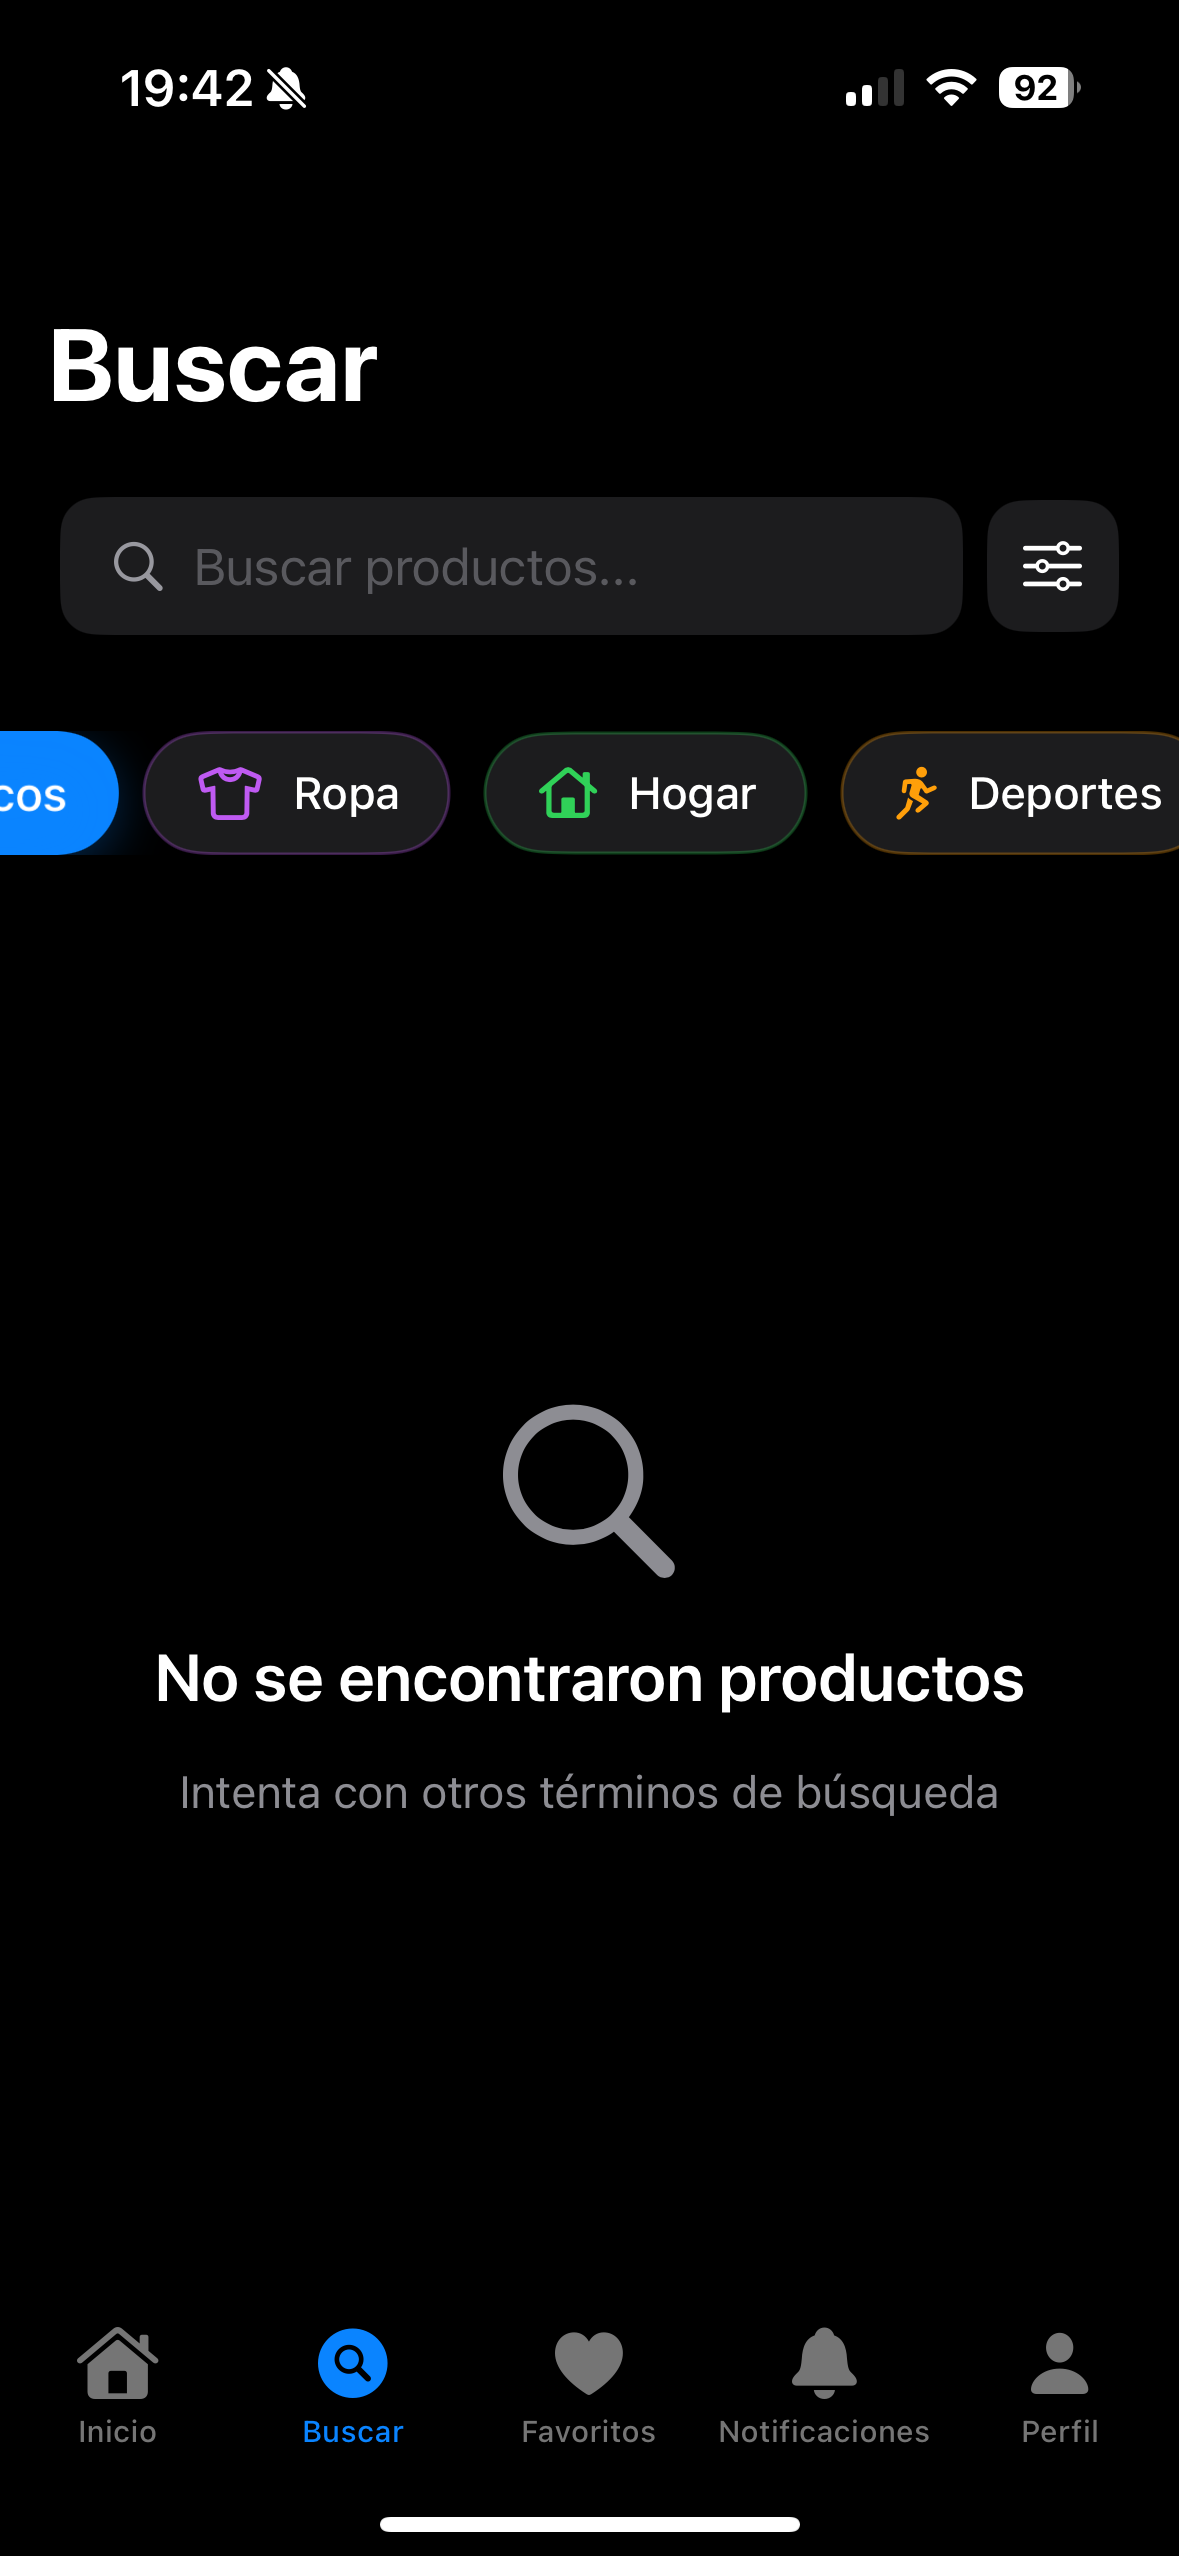 19:42
92
Buscar
Buscar productos...
cos
Ropa
Hogar
Deportes
No se encontraron productos
Intenta con otros términos de búsqueda
Inicio
Buscar
Favoritos
Notificaciones
Perfil